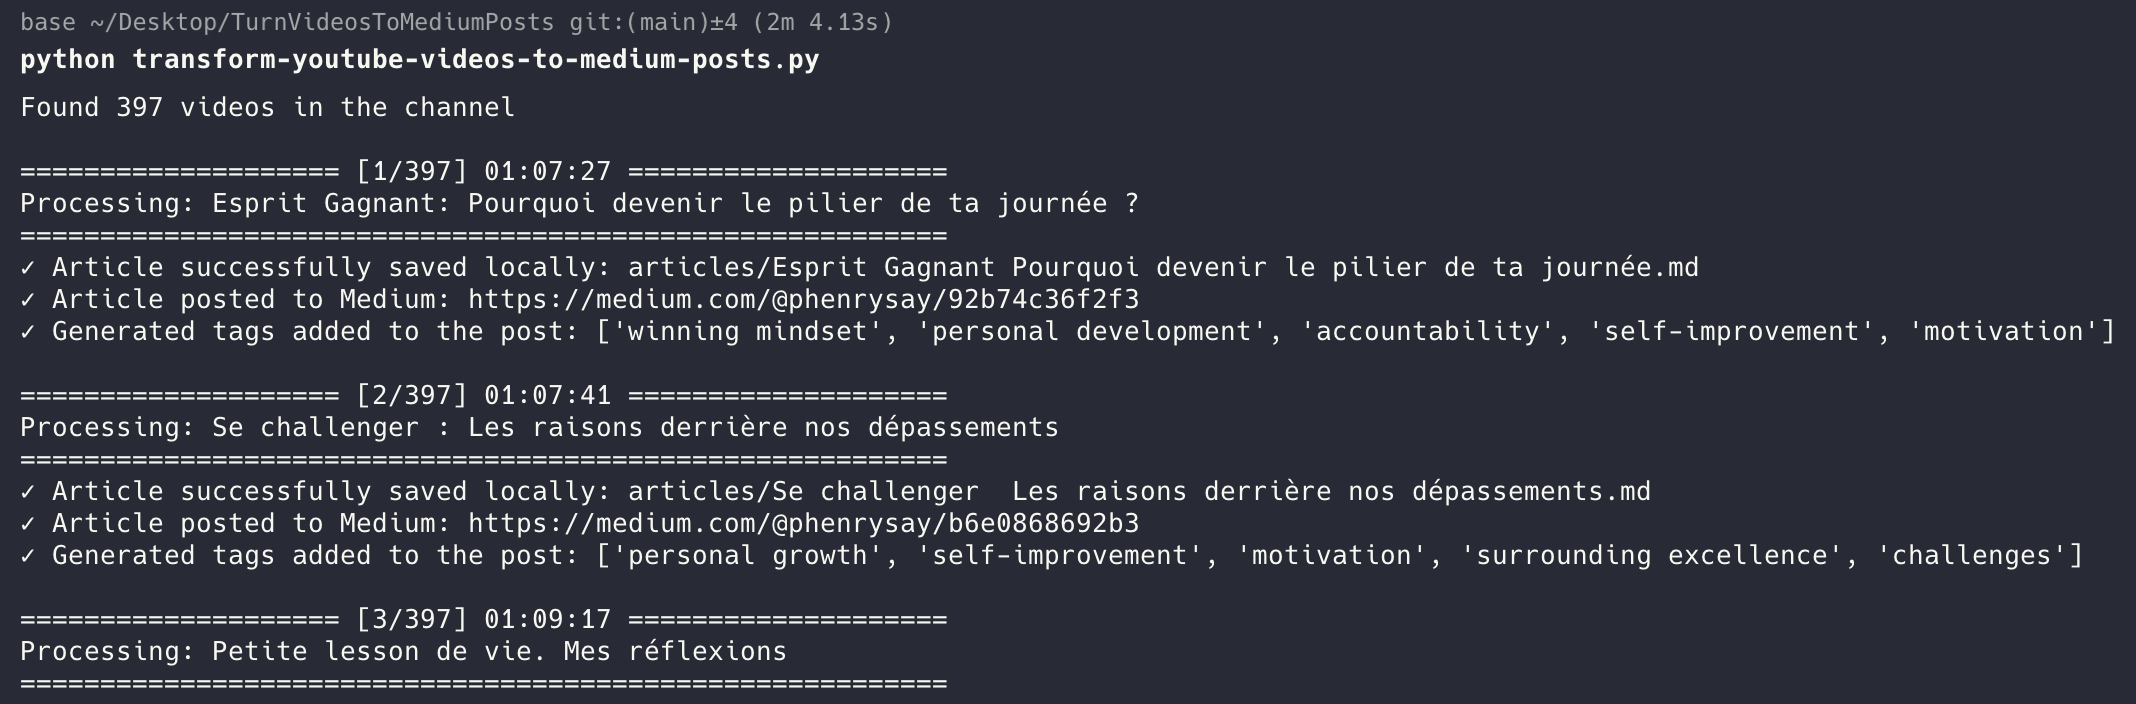 base ~/Desktop/TurnVideosToMediumPosts git:(main)±4 (2m 4.13s)
python transform-youtube-videos-to-medium-posts.py
Found 397 videos in the channel
==================== [1/397] 01:07:27 ====================
Processing: Esprit Gagnant: Pourquoi devenir le pilier de ta journée ?
==========================================================
✓ Article successfully saved locally: articles/Esprit Gagnant Pourquoi devenir le pilier de ta journée.md
✓ Article posted to Medium: https://medium.com/@phenrysay/92b74c36f2f3
✓ Generated tags added to the post: ['winning mindset', 'personal development', 'accountability', 'self-improvement', 'motivation']
==================== [2/397] 01:07:41 ====================
Processing: Se challenger : Les raisons derrière nos dépassements
==========================================================
✓ Article successfully saved locally: articles/Se challenger  Les raisons derrière nos dépassements.md
✓ Article posted to Medium: https://medium.com/@phenrysay/b6e0868692b3
✓ Generated tags added to the post: ['personal growth', 'self-improvement', 'motivation', 'surrounding excellence', 'challenges']
==================== [3/397] 01:09:17 ====================
Processing: Petite lesson de vie. Mes réflexions
==========================================================